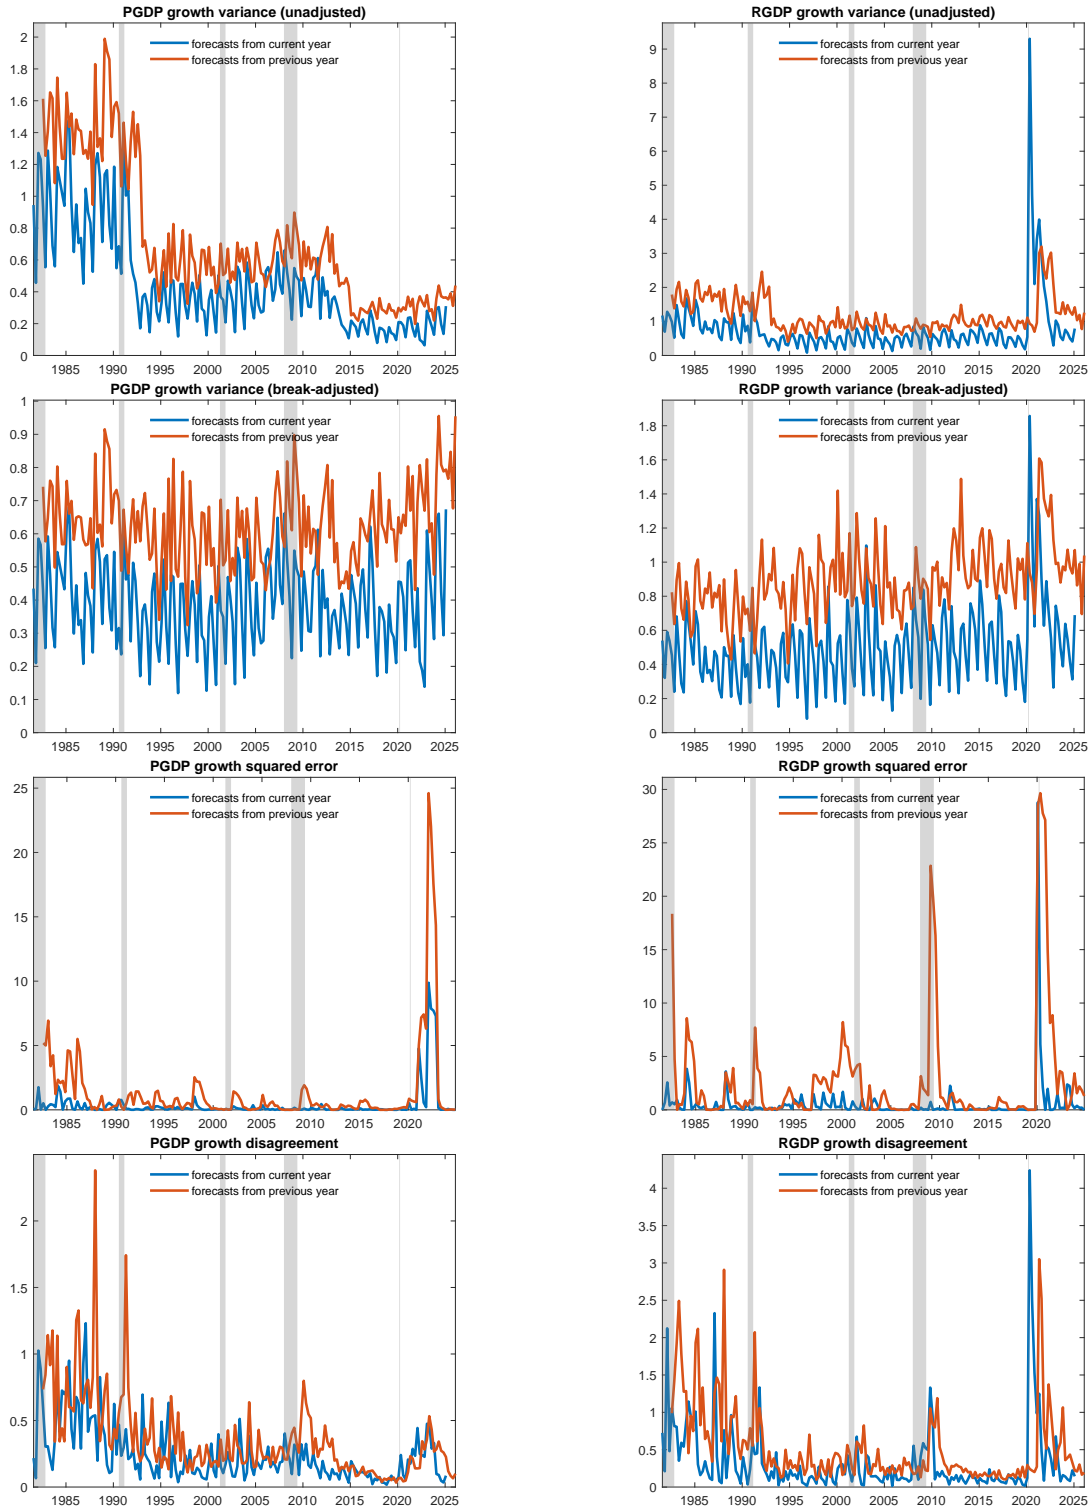 PGDP growth variance (unadjusted)
forecasts from current year
forecasts from previous year
2
1.8
1.6
1.4
1.2
1
0.8
0.6
0.4
0.2
0
1985 1990 1995 2000 2005 2010 2015 2020 2025
RGDP growth variance (unadjusted)
forecasts from current year
forecasts from previous year
9
8
7
6
5
4
3
2
1
0
1985 1990 1995 2000 2005 2010 2015 2020 2025
PGDP growth variance (break-adjusted)
forecasts from current year
forecasts from previous year
1
0.9
0.8
0.7
0.6
0.5
0.4
0.3
0.2
0.1
0
1985 1990 1995 2000 2005 2010 2015 2020 2025
RGDP growth variance (break-adjusted)
forecasts from current year
forecasts from previous year
1.8
1.6
1.4
1.2
1
0.8
0.6
0.4
0.2
0
1985 1990 1995 2000 2005 2010 2015 2020 2025
PGDP growth squared error
forecasts from current year
forecasts from previous year
25
20
15
10
5
0
1985 1990 1995 2000 2005 2010 2015 2020
RGDP growth squared error
forecasts from current year
forecasts from previous year
30
25
20
15
10
5
0
1985 1990 1995 2000 2005 2010 2015 2020
PGDP growth disagreement
forecasts from current year
forecasts from previous year
2
1.5
1
0.5
0
1985 1990 1995 2000 2005 2010 2015 2020 2025
RGDP growth disagreement
forecasts from current year
forecasts from previous year
4
3.5
3
2.5
2
1.5
1
0.5
0
1985 1990 1995 2000 2005 2010 2015 2020 2025